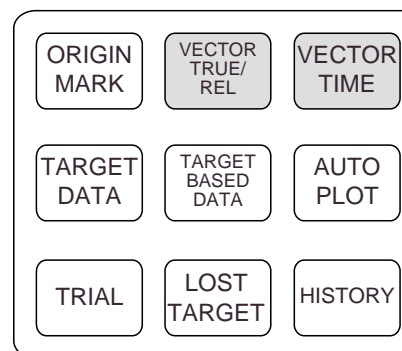 ORIGIN
MARK
VECTOR
TRUE/
REL
VECTOR
TIME
TARGET
DATA
TARGET
BASED
DATA
AUTO
PLOT
TRIAL
LOST
TARGET
HISTORY